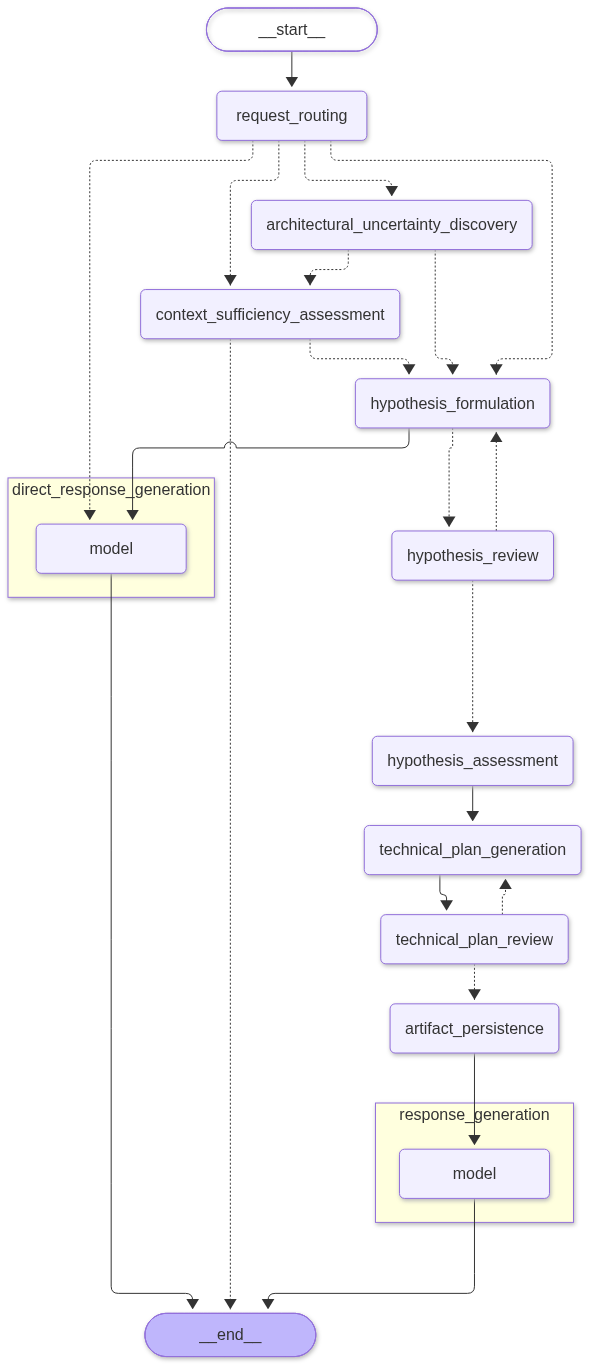 __start__
request_routing
architectural_uncertainty_discovery
context_sufficiency_assessment
hypothesis_formulation
direct_response_generation
model
hypothesis_review
hypothesis_assessment
technical_plan_generation
technical_plan_review
artifact_persistence
response_generation
model
__end__